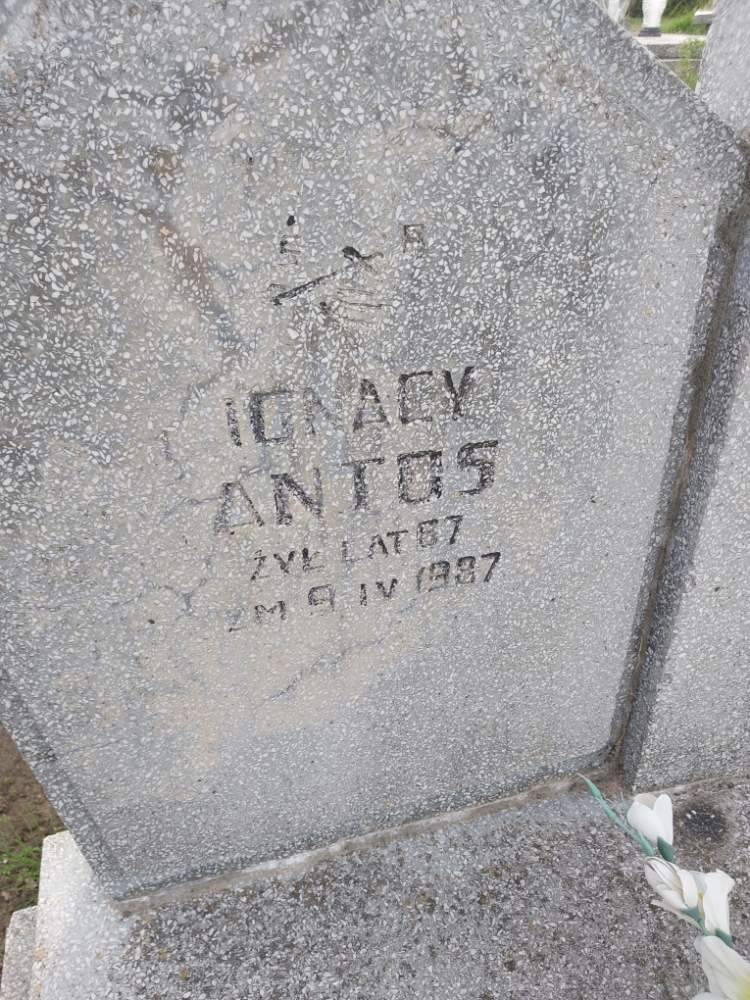 Ś P
IGNACY
ANTOS
ŻYŁ LAT 67
ZM 9 IV 1987